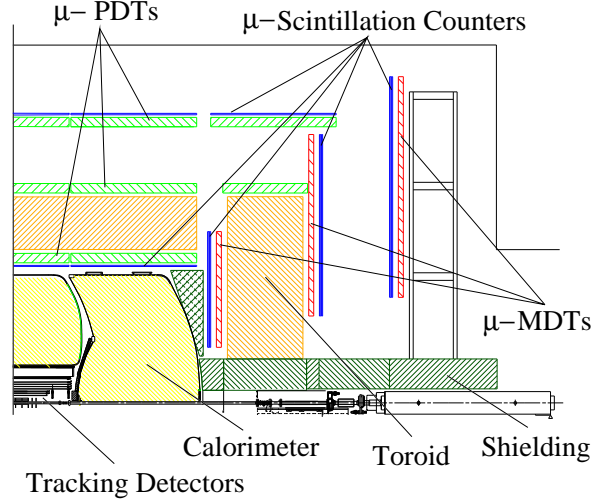 μ− PDTs
μ−Scintillation Counters
μ−MDTs
Calorimeter
Toroid
Shielding
Tracking Detectors